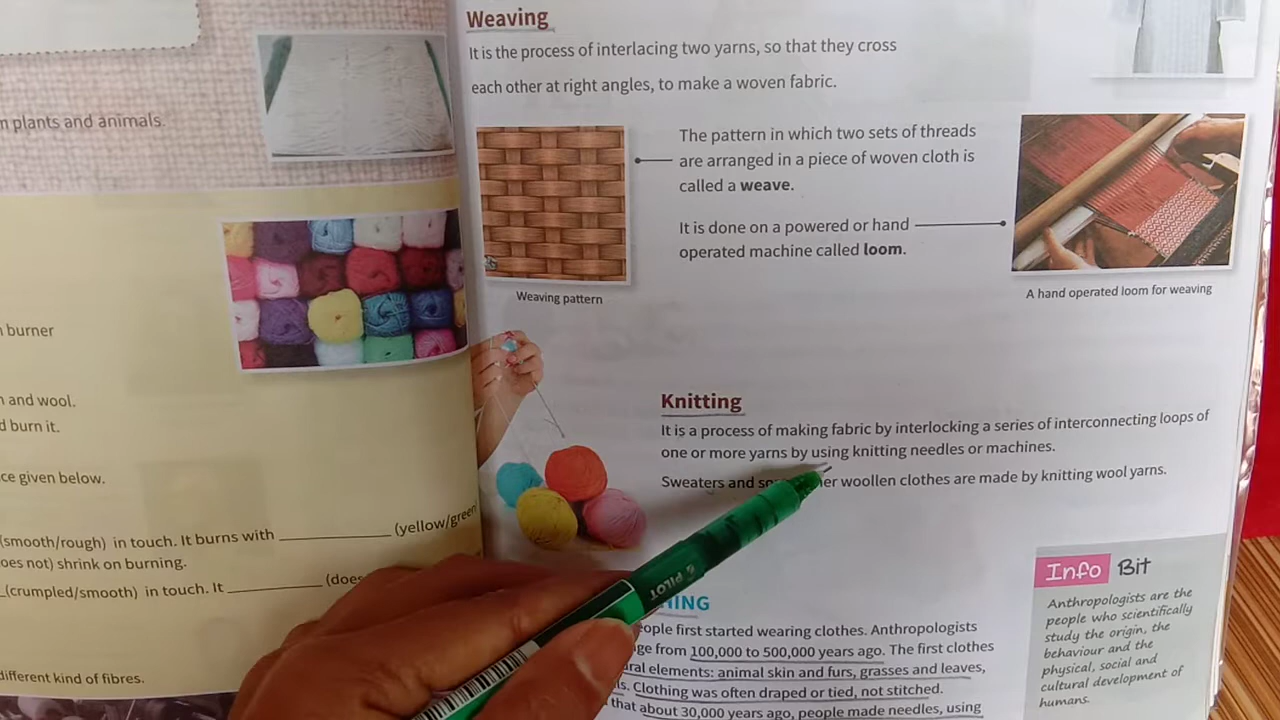 n plants and animals.
n burner
n and wool.
d burn it.
ce given below.
(smooth/rough) in touch. It burns with __________ (yellow/green
oes not) shrink on burning.
_(crumpled/smooth) in touch. It __________ (does
different kind of fibres.
Weaving
It is the process of interlacing two yarns, so that they cross
each other at right angles, to make a woven fabric.
The pattern in which two sets of threads
are arranged in a piece of woven cloth is
called a weave.
It is done on a powered or hand
operated machine called loom.
Weaving pattern
A hand operated loom for weaving
Knitting
It is a process of making fabric by interlocking a series of interconnecting loops of
one or more yarns by using knitting needles or machines.
Sweaters and woollen clothes are made by knitting wool yarns.
HING
eople first started wearing clothes. Anthropologists
ge from 100,000 to 500,000 years ago. The first clothes
ral elements: animal skin and furs, grasses and leaves,
Clothing was often draped or tied, not stitched.
that about 30,000 years ago, people made needles, using
Info Bit
Anthropologists are the
people who scientifically
study the origin, the
behaviour and the
physical, social and
cultural development of
humans.
PILOT